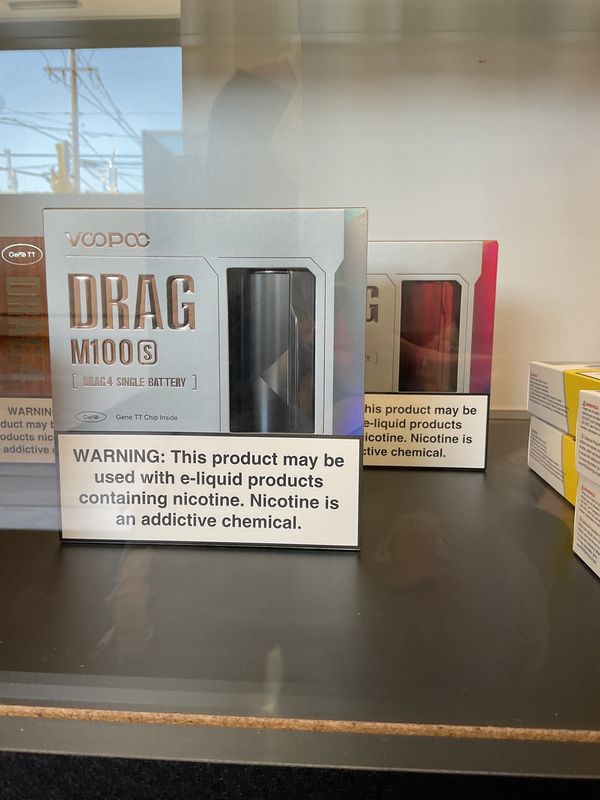 VOOPOO
DRAG
M100 S
[ DRAG 4 SINGLE BATTERY ]
GENE Gene TT Chip Inside
WARNING: This product may be
used with e-liquid products
containing nicotine. Nicotine is
an addictive chemical.
GENE TT
WARNIN
duct may b
oducts nic
addictive
G
his product may be
e-liquid products
icotine. Nicotine is
ctive chemical.